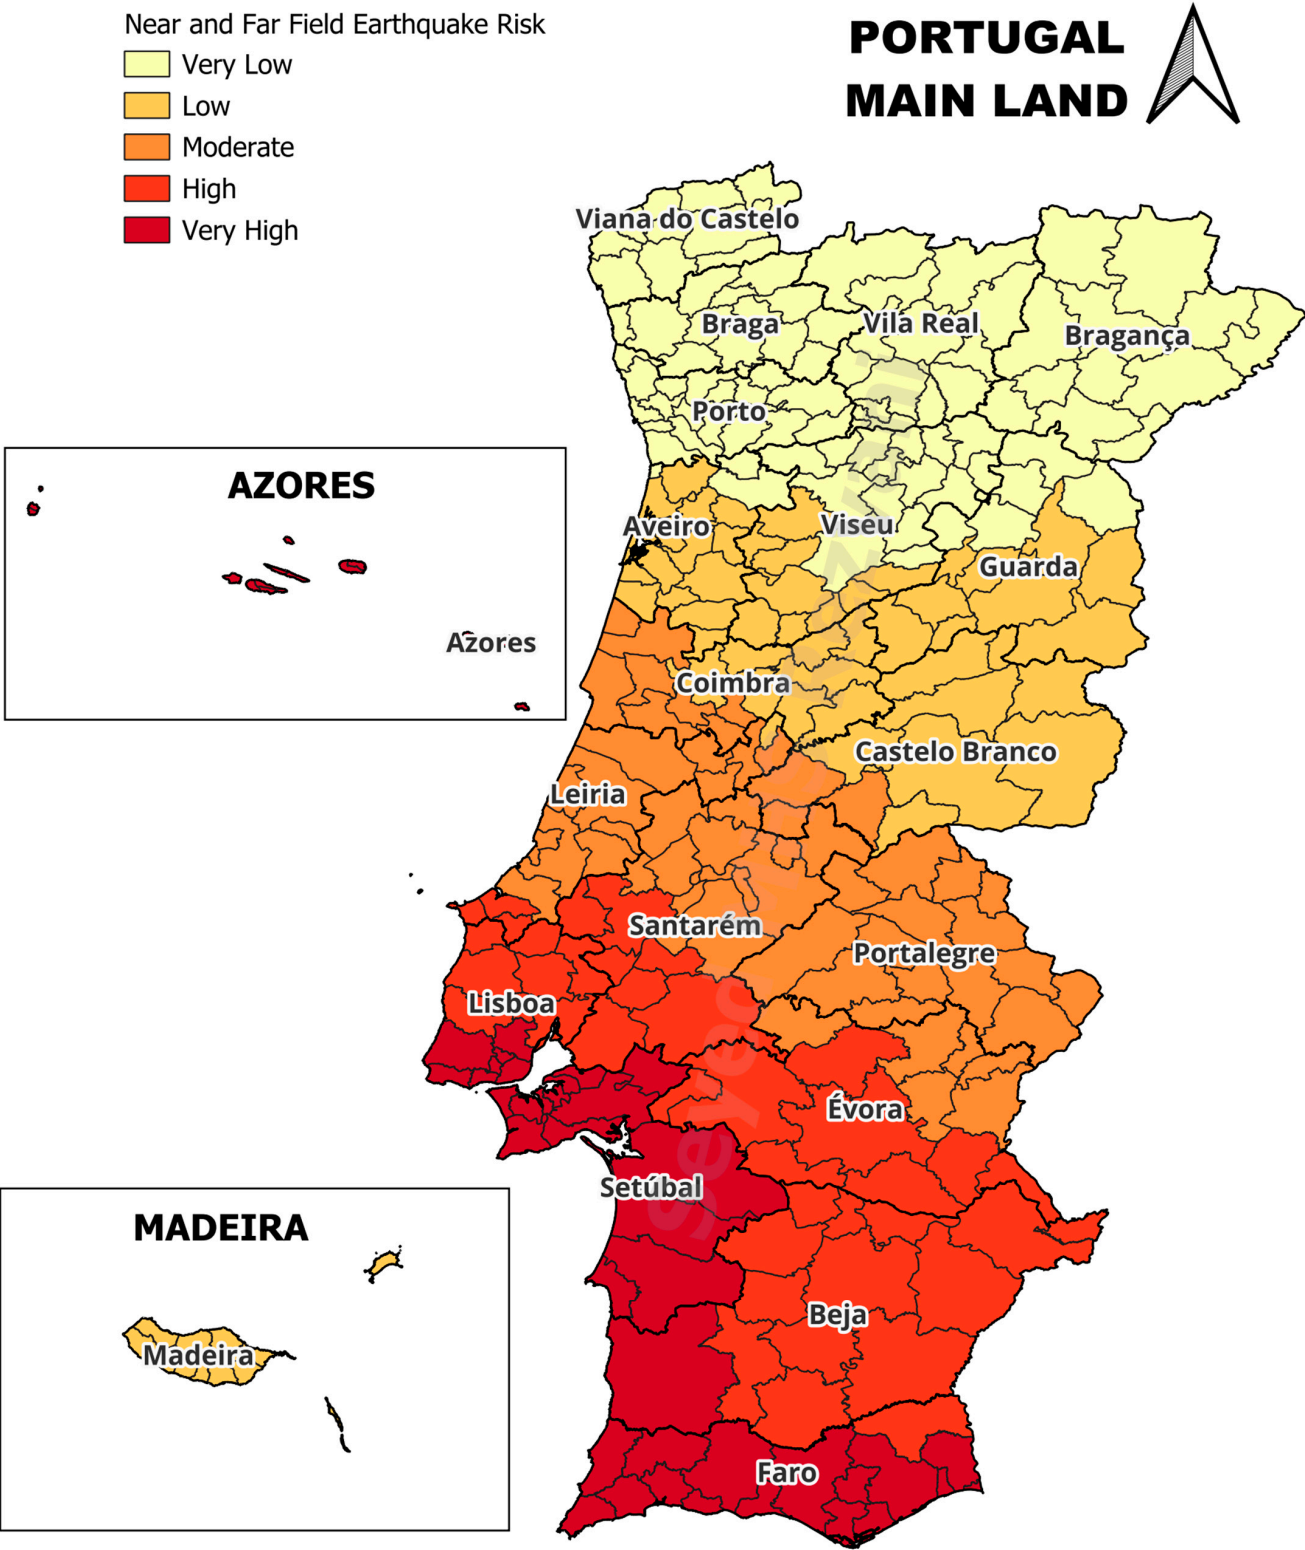 Near and Far Field Earthquake Risk
Very Low
Low
Moderate
High
Very High
PORTUGAL
MAIN LAND
Viana do Castelo
Braga
Vila Real
Bragança
Porto
AZORES
Aveiro
Viseu
Guarda
Azores
Coimbra
Castelo Branco
Leiria
Santarém
Portalegre
Lisboa
Évora
Setúbal
MADEIRA
Beja
Madeira
Faro